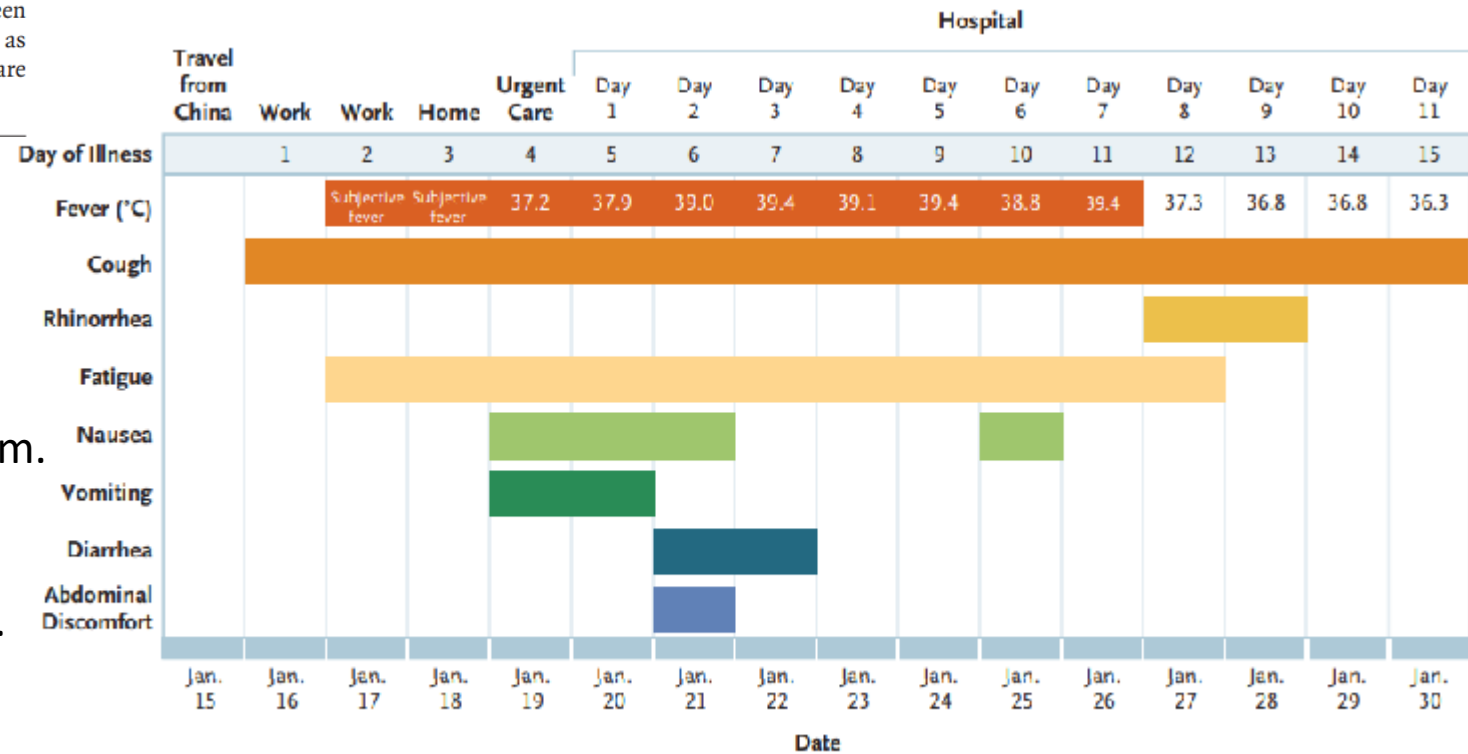 een
as
are
m.
.
Hospital
Travel from China Work Work Home Urgent Care Day 1 Day 2 Day 3 Day 4 Day 5 Day 6 Day 7 Day 8 Day 9 Day 10 Day 11
Day of Illness 1 2 3 4 5 6 7 8 9 10 11 12 13 14 15
Fever (°C) Subjective fever Subjective fever 37.2 37.9 39.0 39.4 39.1 39.4 38.8 39.4 37.3 36.8 36.8 36.3
Cough
Rhinorrhea
Fatigue
Nausea
Vomiting
Diarrhea
Abdominal
Discomfort
Jan. 15 Jan. 16 Jan. 17 Jan. 18 Jan. 19 Jan. 20 Jan. 21 Jan. 22 Jan. 23 Jan. 24 Jan. 25 Jan. 26 Jan. 27 Jan. 28 Jan. 29 Jan. 30
Date